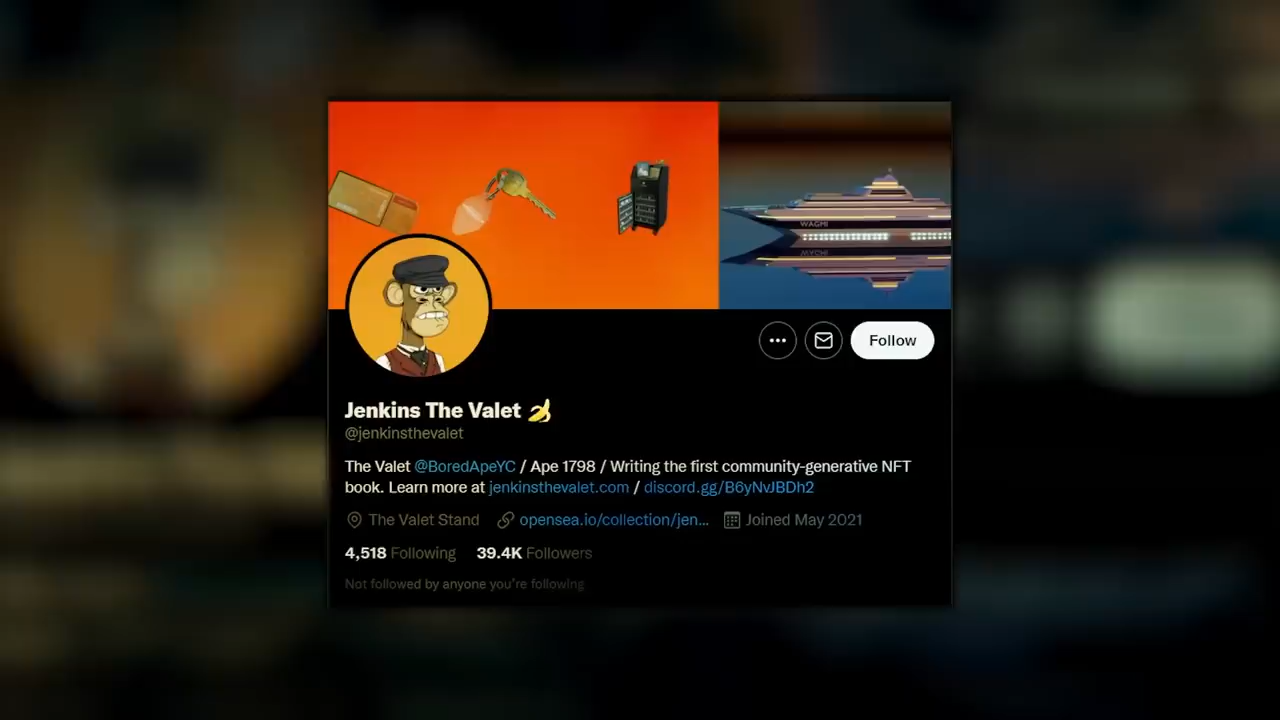 WAGMI
Follow
Jenkins The Valet 🍌
@jenkinsthevalet
The Valet @BoredApeYC / Ape 1798 / Writing the first community-generative NFT
book. Learn more at jenkinsthevalet.com / discord.gg/B6yNvJBDh2
The Valet Stand opensea.io/collection/jen... Joined May 2021
4,518 Following 39.4K Followers
Not followed by anyone you're following